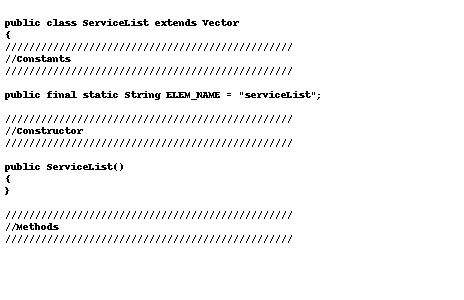 public class ServiceList extends Vector
{
////////////////////////////////////////////////
//Constants
////////////////////////////////////////////////
public final static String ELEM_NAME = "serviceList";
////////////////////////////////////////////////
//Constructor
////////////////////////////////////////////////
public ServiceList()
{
}
////////////////////////////////////////////////
//Methods
////////////////////////////////////////////////